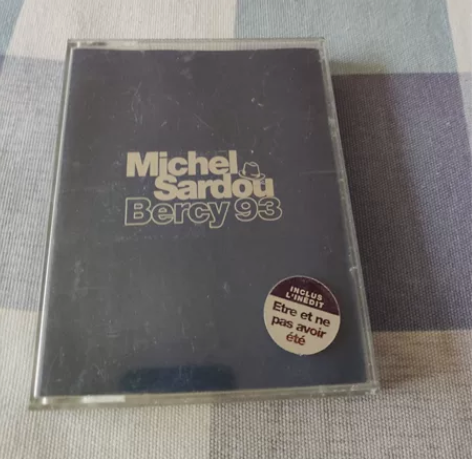 Michel
Sardou
Bercy 93
INCLUS
L'INÉDIT
Etre et ne
pas avoir
été